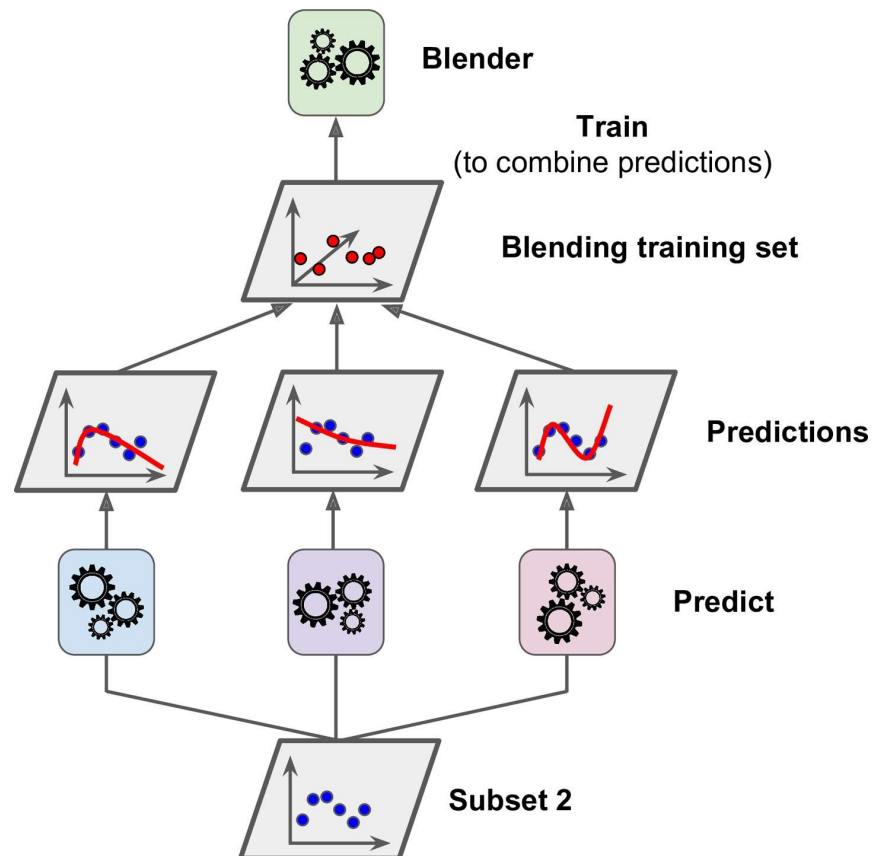 Blender
Train
(to combine predictions)
Blending training set
Predictions
Predict
Subset 2